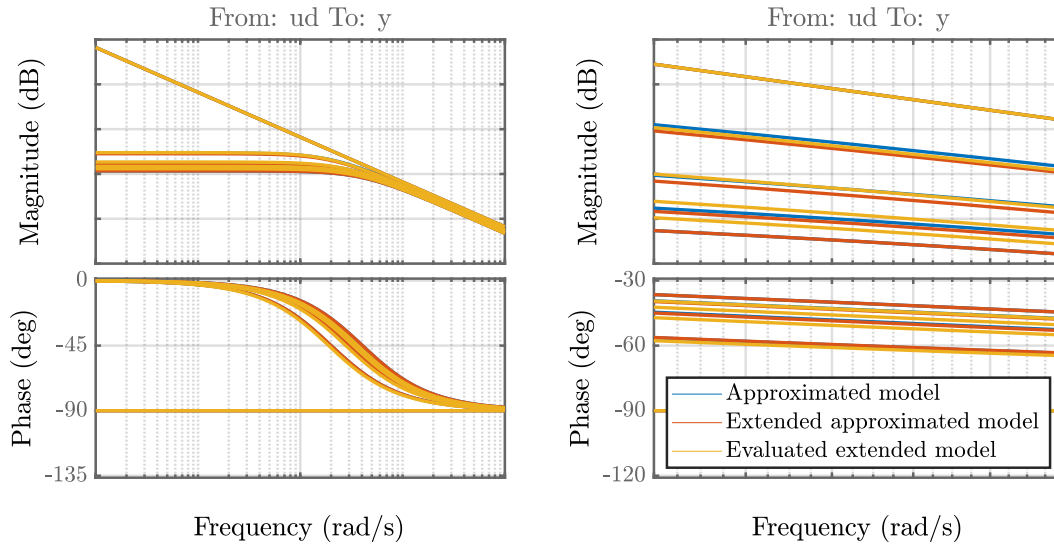 From: ud To: y
Magnitude (dB)
0
-45
-90
-135
Phase (deg)
Frequency (rad/s)
From: ud To: y
Magnitude (dB)
-30
-60
-90
-120
Phase (deg)
Approximated model
Extended approximated model
Evaluated extended model
Frequency (rad/s)